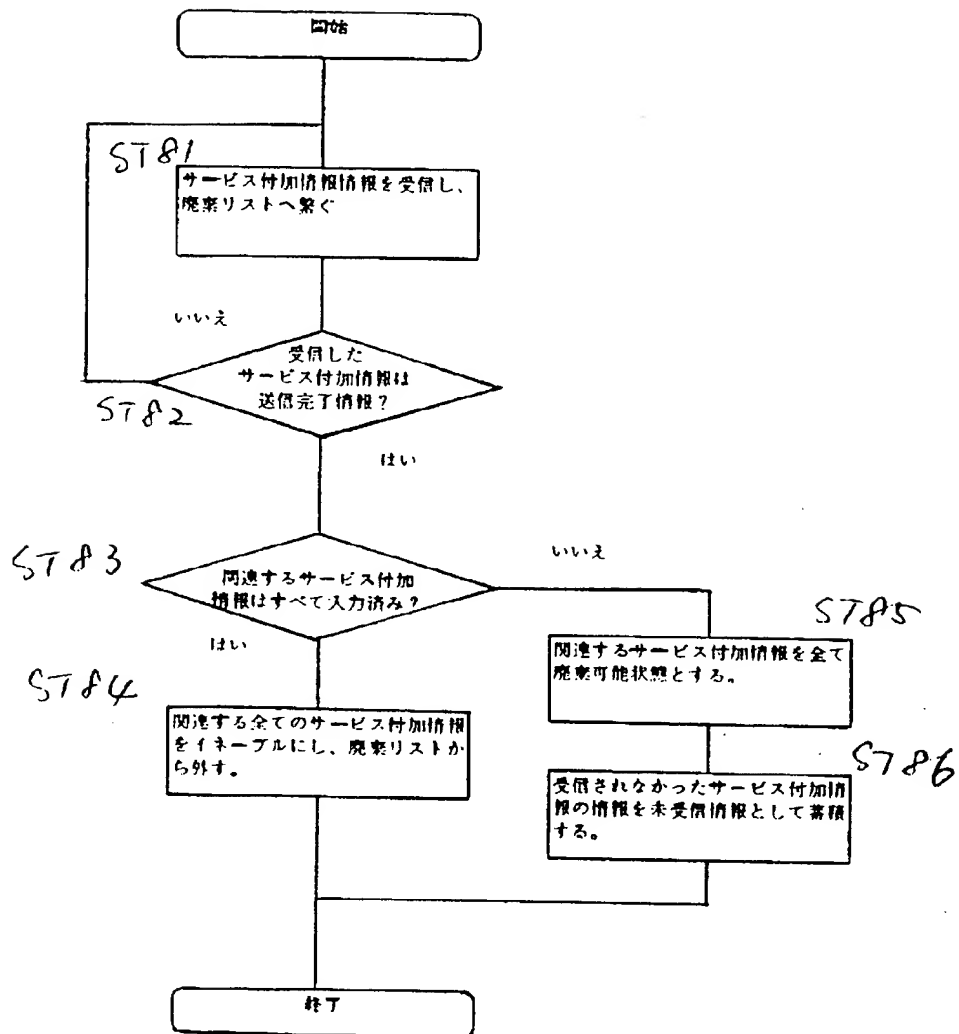 開始
ST81
サービス付加情報情報を受信し、
廃棄リストへ繋ぐ
いいえ
受信した
サービス付加情報は
送信完了情報？
ST82
はい
ST83
関連するサービス付加
情報はすべて入力済み？
いいえ
はい
ST84
関連する全てのサービス付加情報
をイネーブルにし、廃棄リストか
ら外す。
ST85
関連するサービス付加情報を全て
廃棄可能状態とする。
ST86
受信されなかったサービス付加情
報の情報を未受信情報として蓄積
する。
終了